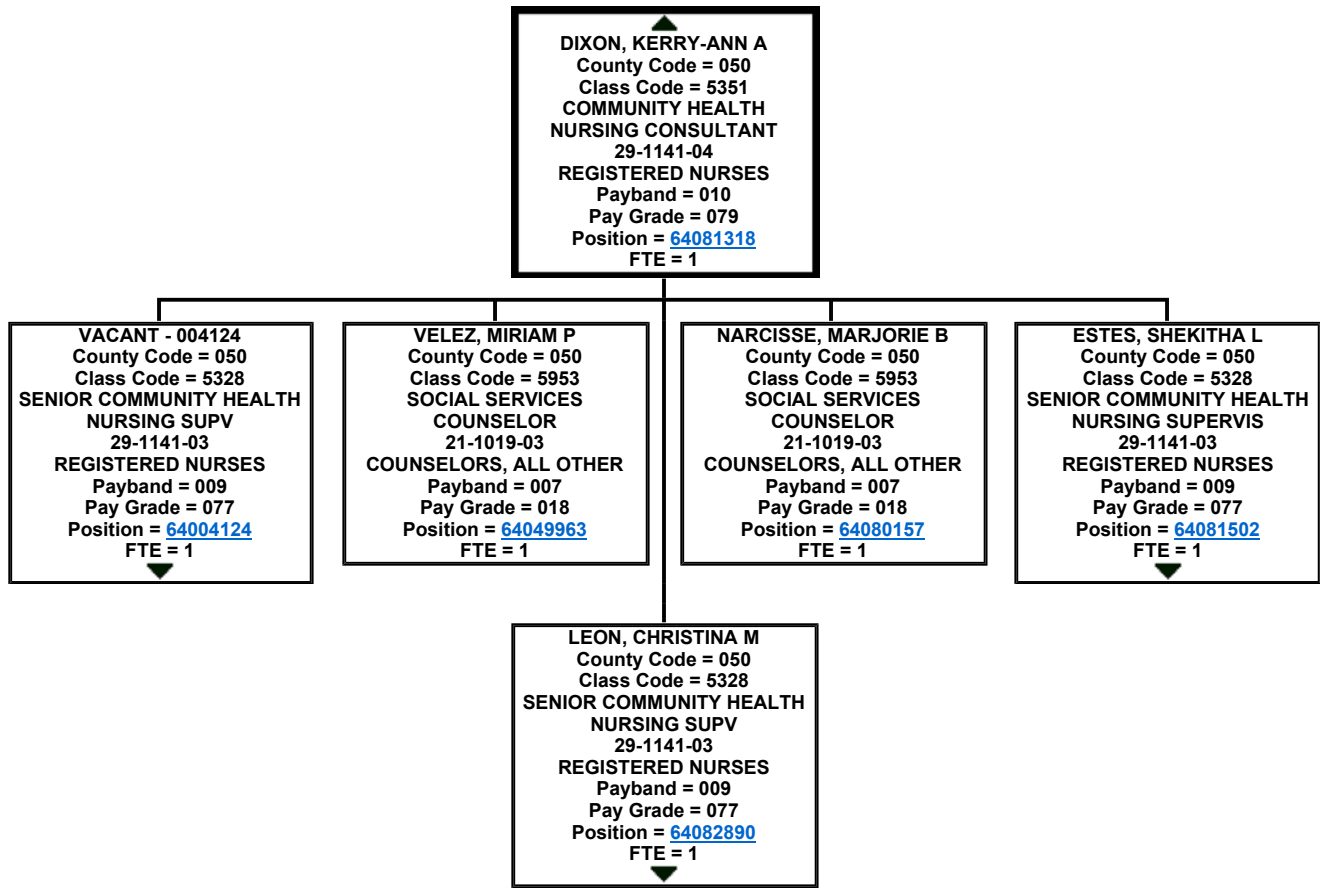 DIXON, KERRY-ANN A
County Code = 050
Class Code = 5351
COMMUNITY HEALTH
NURSING CONSULTANT
29-1141-04
REGISTERED NURSES
Payband = 010
Pay Grade = 079
Position = 64081318
FTE = 1
VACANT - 004124
County Code = 050
Class Code = 5328
SENIOR COMMUNITY HEALTH
NURSING SUPV
29-1141-03
REGISTERED NURSES
Payband = 009
Pay Grade = 077
Position = 64004124
FTE = 1
VELEZ, MIRIAM P
County Code = 050
Class Code = 5953
SOCIAL SERVICES
COUNSELOR
21-1019-03
COUNSELORS, ALL OTHER
Payband = 007
Pay Grade = 018
Position = 64049963
FTE = 1
NARCISSE, MARJORIE B
County Code = 050
Class Code = 5953
SOCIAL SERVICES
COUNSELOR
21-1019-03
COUNSELORS, ALL OTHER
Payband = 007
Pay Grade = 018
Position = 64080157
FTE = 1
ESTES, SHEKITHA L
County Code = 050
Class Code = 5328
SENIOR COMMUNITY HEALTH
NURSING SUPERVIS
29-1141-03
REGISTERED NURSES
Payband = 009
Pay Grade = 077
Position = 64081502
FTE = 1
LEON, CHRISTINA M
County Code = 050
Class Code = 5328
SENIOR COMMUNITY HEALTH
NURSING SUPV
29-1141-03
REGISTERED NURSES
Payband = 009
Pay Grade = 077
Position = 64082890
FTE = 1